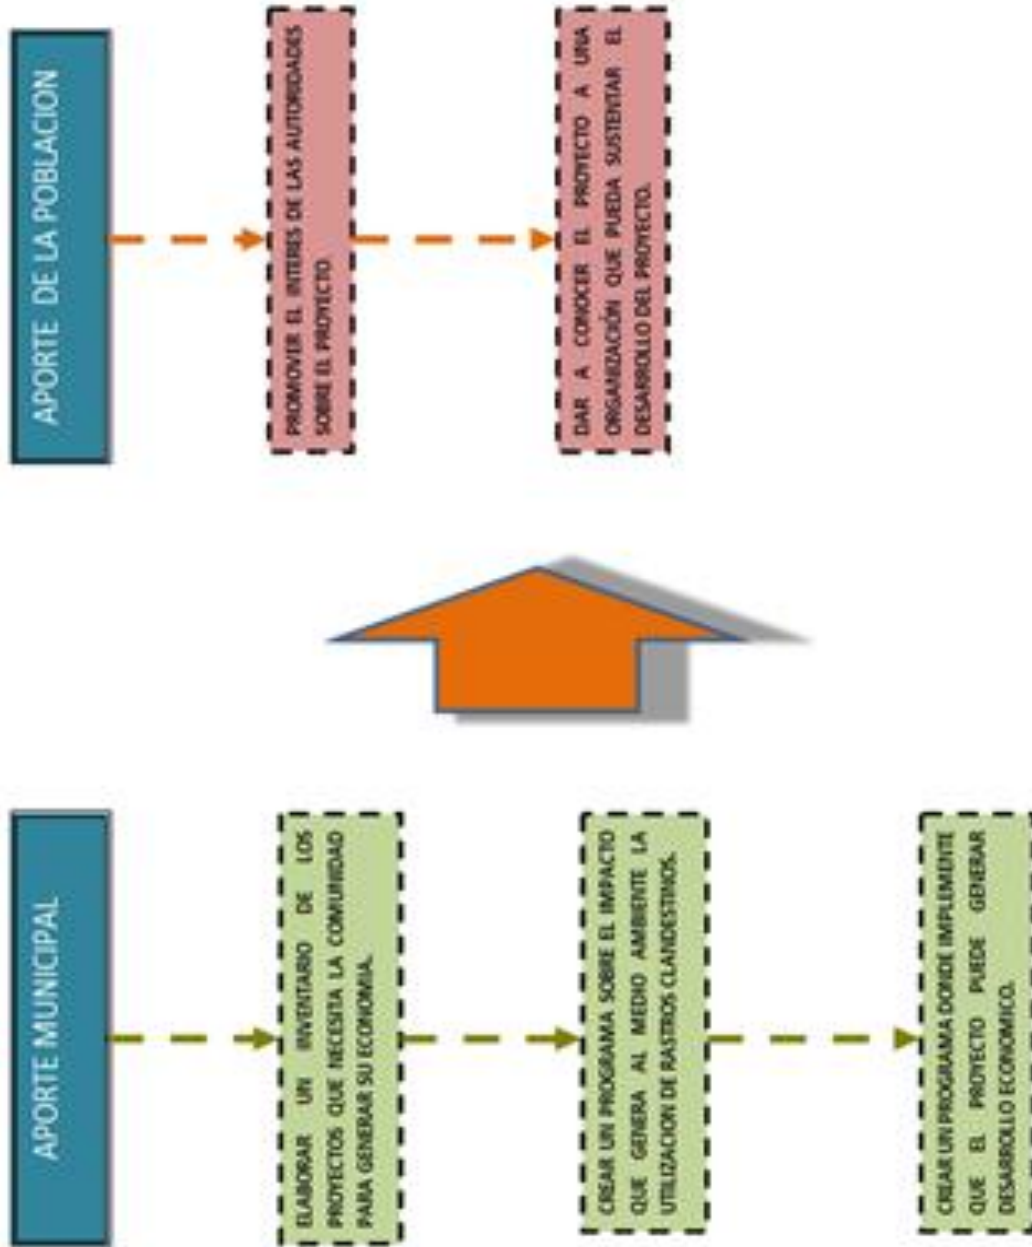 APORTE MUNICIPAL
ELABORAR UN INVENTARIO DE LOS
PROYECTOS QUE NECESITA LA COMUNIDAD
PARA GENERAR SU ECONOMIA.
CREAR UN PROGRAMA SOBRE EL IMPACTO
QUE GENERA AL MEDIO AMBIENTE LA
UTILIZACION DE RASTROS CLANDESTINOS.
CREAR UN PROGRAMA DONDE IMPLEMENTE
QUE EL PROYECTO PUEDE GENERAR
DESARROLLO ECONOMICO.
APORTE DE LA POBLACION
PROMOVER EL INTERES DE LAS AUTORIDADES
SOBRE EL PROYECTO.
DAR A CONOCER EL PROYECTO A UNA
ORGANIZACIÓN QUE PUEDA SUSTENTAR EL
DESARROLLO DEL PROYECTO.